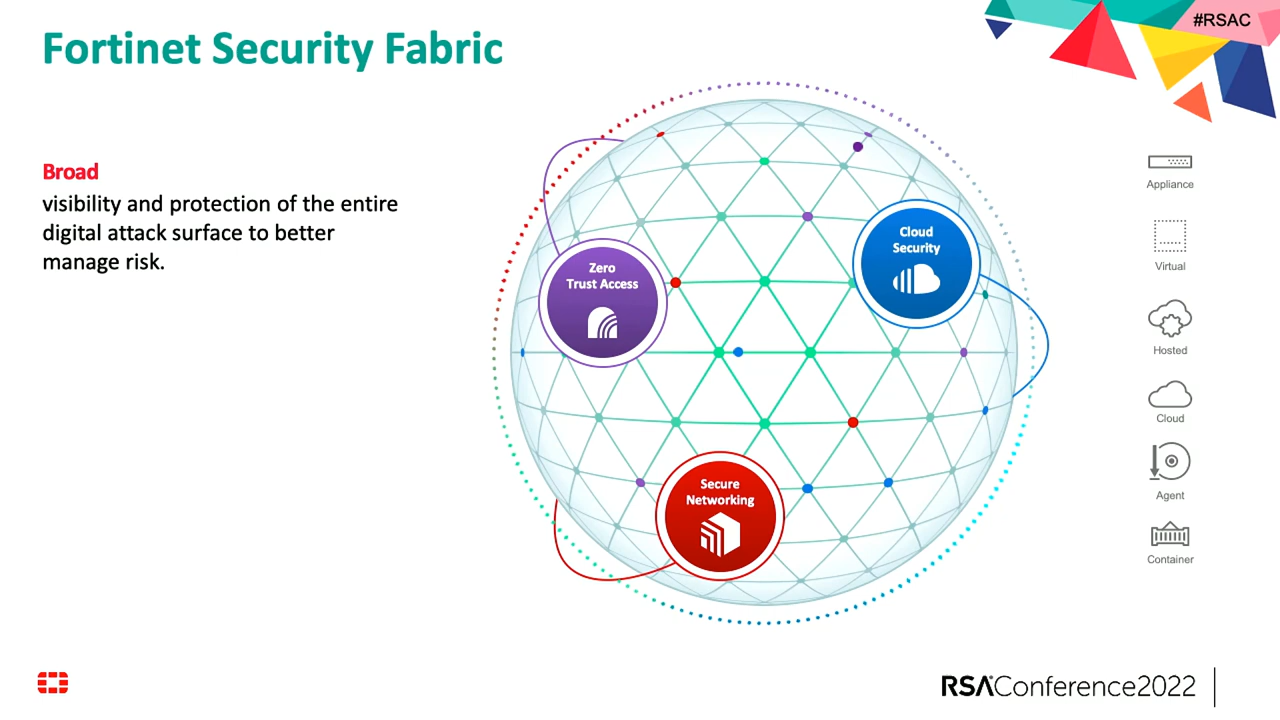 #RSAC
Fortinet Security Fabric
Broad
visibility and protection of the entire
digital attack surface to better
manage risk.
Zero
Trust Access
Cloud
Security
Secure
Networking
Appliance
Virtual
Hosted
Cloud
Agent
Container
RSAConference2022